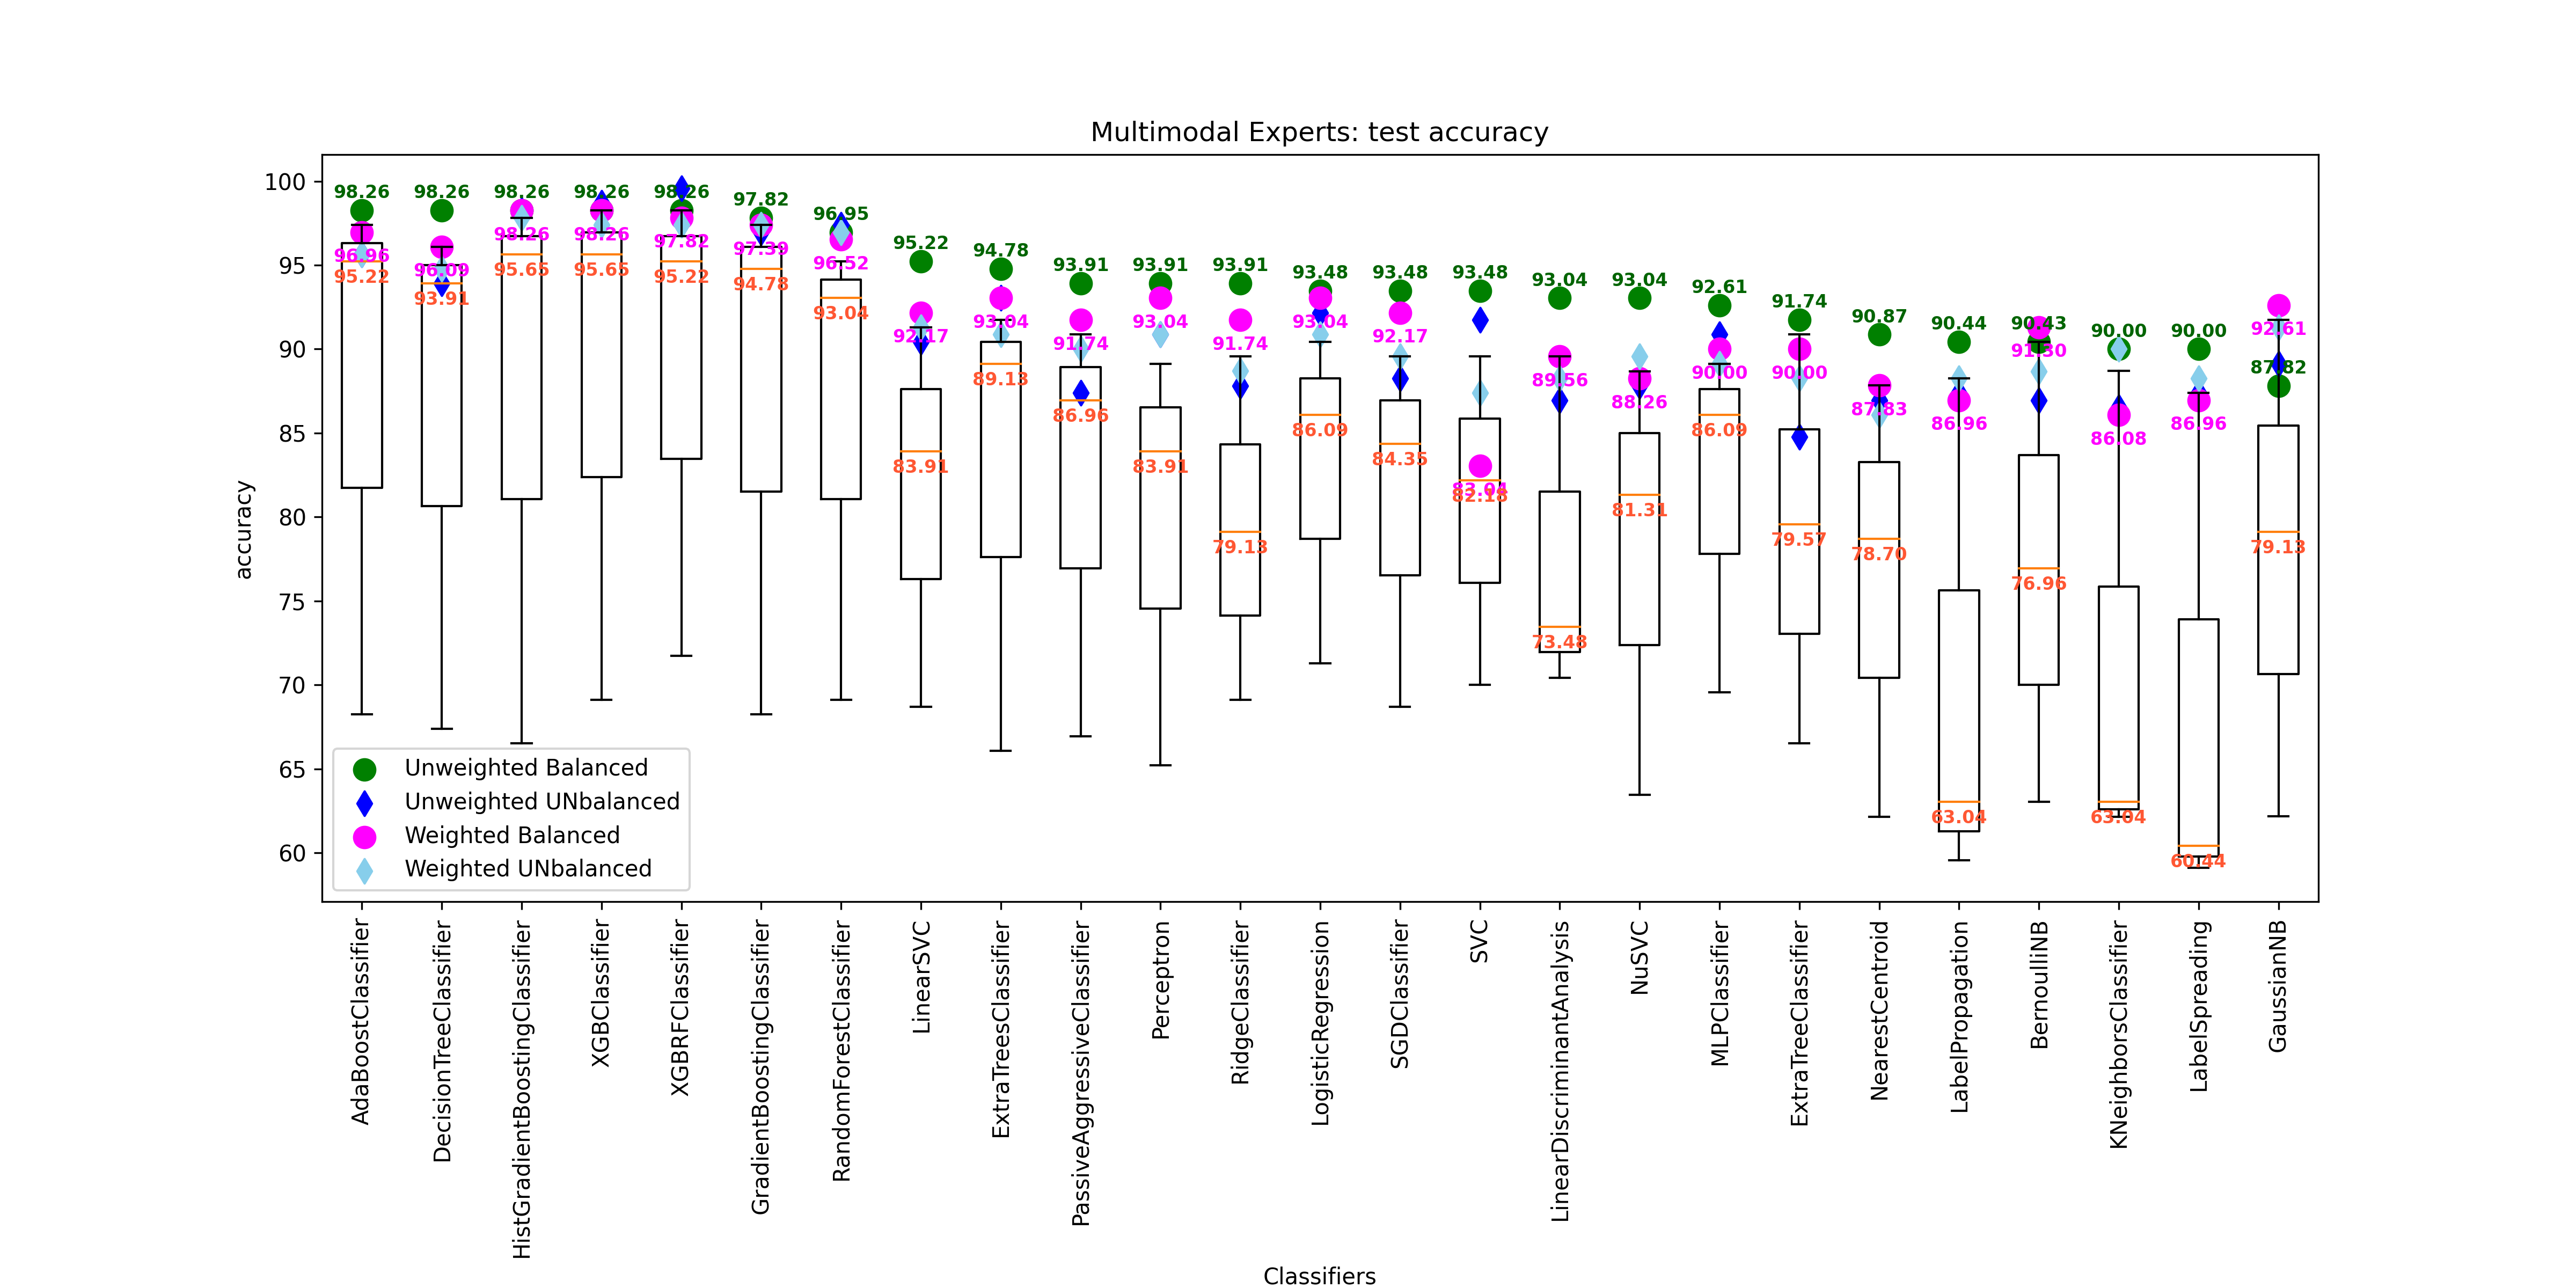 Multimodal Experts: test accuracy
accuracy
100
95
90
85
80
75
70
65
60
98.26 98.26 98.26 98.26 98.26 97.82 96.95 95.22 94.78 93.91 93.91 93.91 93.48 93.48 93.48 93.04 93.04 92.61 91.74 90.87 90.44 90.43 90.00 90.00 87.82
96.96 96.09 98.26 98.26 97.82 97.39 96.52 92.17 93.04 91.74 93.04 91.74 93.04 92.17 83.04 89.56 88.26 90.00 90.00 87.83 86.96 91.30 86.08 86.96 92.61
95.22 93.91 95.65 95.65 95.22 94.78 93.04 83.91 89.13 86.96 83.91 79.13 86.09 84.35 82.18 73.48 81.31 86.09 79.57 78.70 63.04 76.96 63.04 60.44 79.13
Unweighted Balanced
Unweighted UNbalanced
Weighted Balanced
Weighted UNbalanced
AdaBoostClassifier
DecisionTreeClassifier
HistGradientBoostingClassifier
XGBClassifier
XGBRFClassifier
GradientBoostingClassifier
RandomForestClassifier
LinearSVC
ExtraTreesClassifier
PassiveAggressiveClassifier
Perceptron
RidgeClassifier
LogisticRegression
SGDClassifier
SVC
LinearDiscriminantAnalysis
NuSVC
MLPClassifier
ExtraTreeClassifier
NearestCentroid
LabelPropagation
BernoulliNB
KNeighborsClassifier
LabelSpreading
GaussianNB
Classifiers